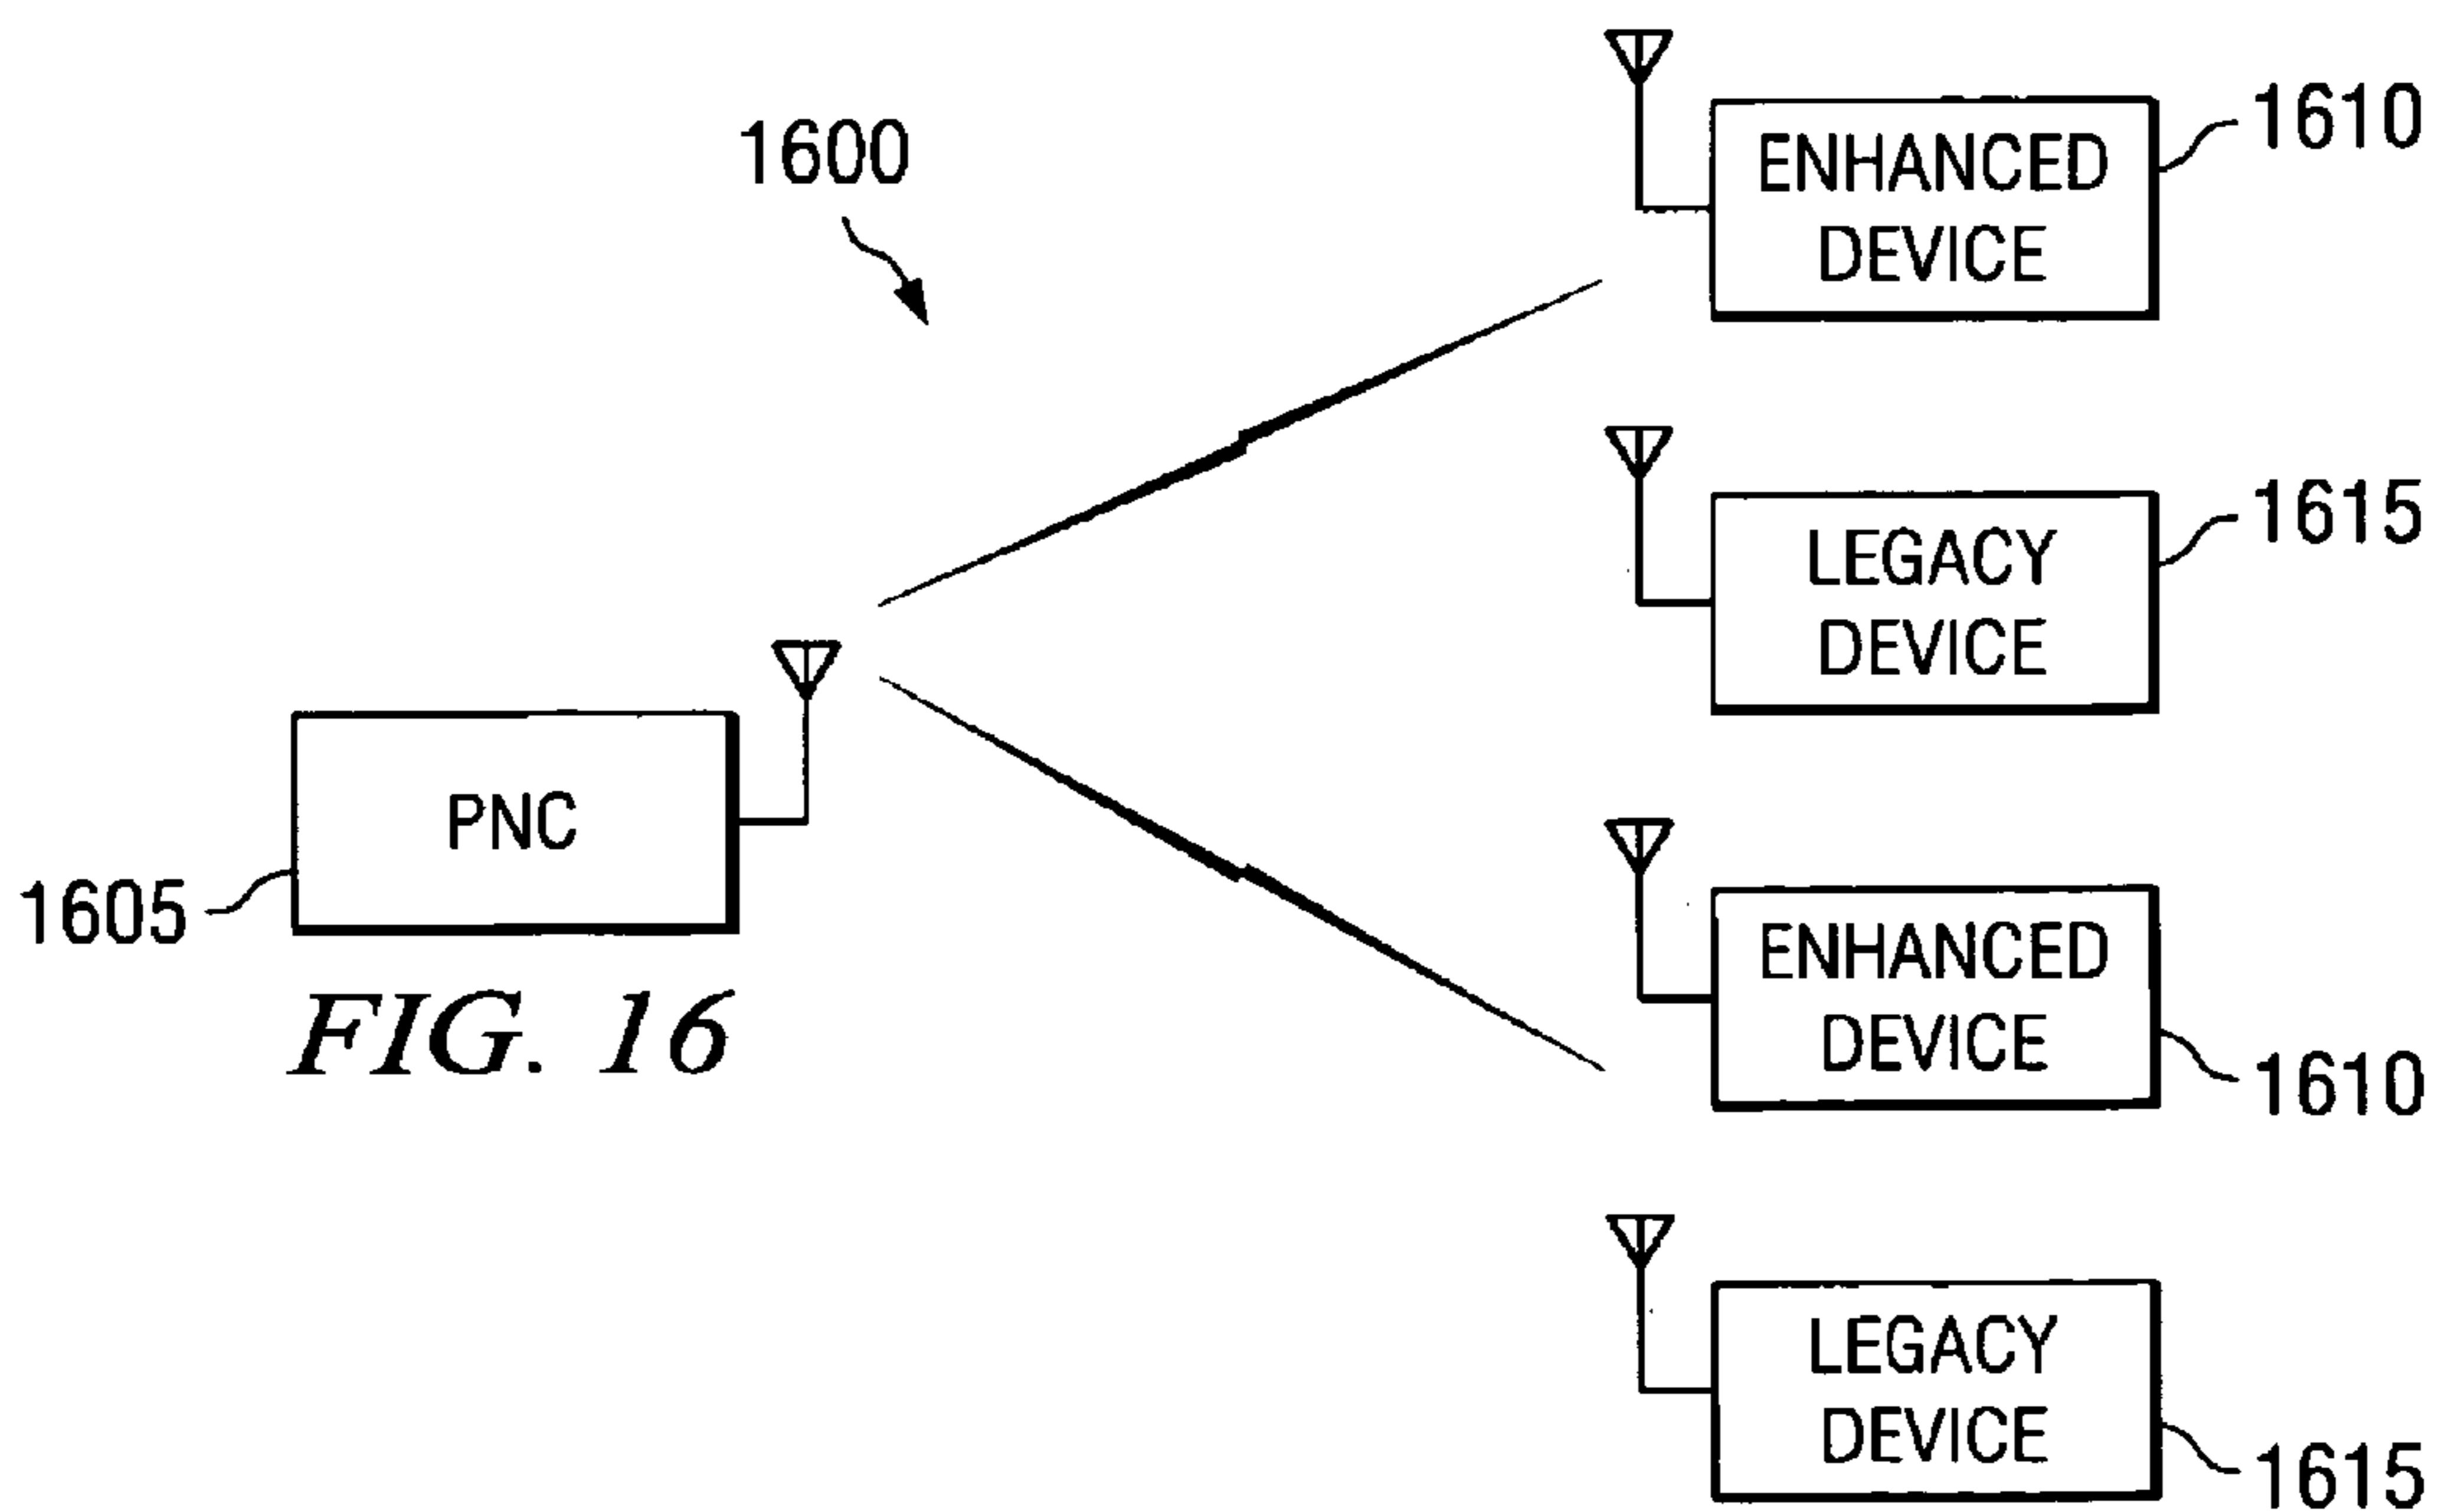 1600
ENHANCED
DEVICE
1610
LEGACY
DEVICE
1615
PNC
1605
FIG. 16
ENHANCED
DEVICE
1610
LEGACY
DEVICE
1615